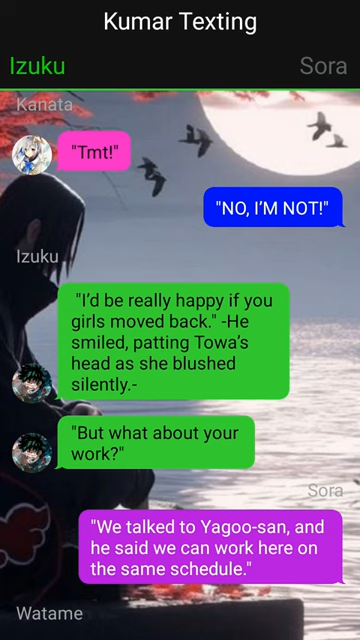 Kumar Texting
Izuku
Sora
Kanata
"Tmt!"
"NO, I'M NOT!"
Izuku
"I'd be really happy if you
girls moved back." -He
smiled, patting Towa's
head as she blushed
silently.-
"But what about your
work?"
Sora
"We talked to Yagoo-san, and
he said we can work here on
the same schedule."
Watame